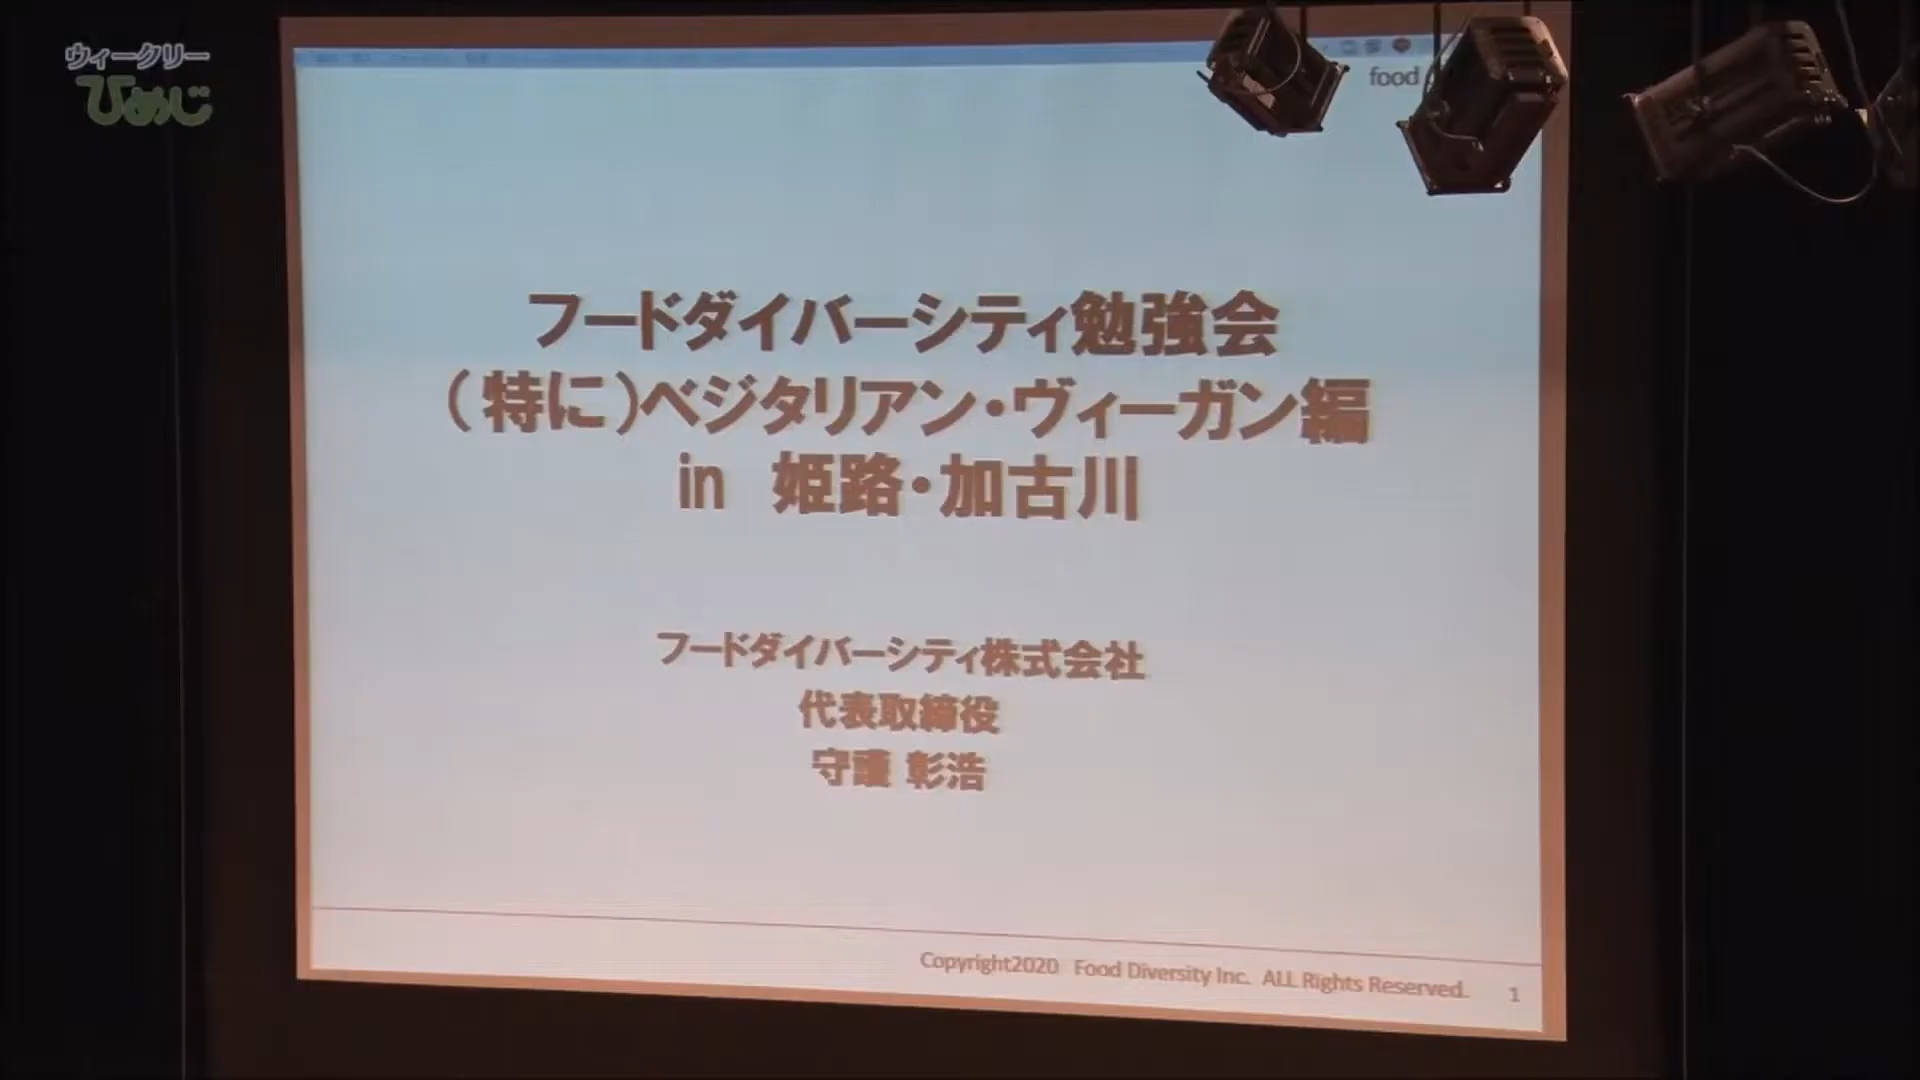 ウィークリー
ひめじ
food
フードダイバーシティ勉強会
（特に）ベジタリアン・ヴィーガン編
in 姫路・加古川
フードダイバーシティ株式会社
代表取締役
守護 彰浩
Copyright2020 Food Diversity Inc. ALL Rights Reserved. 1